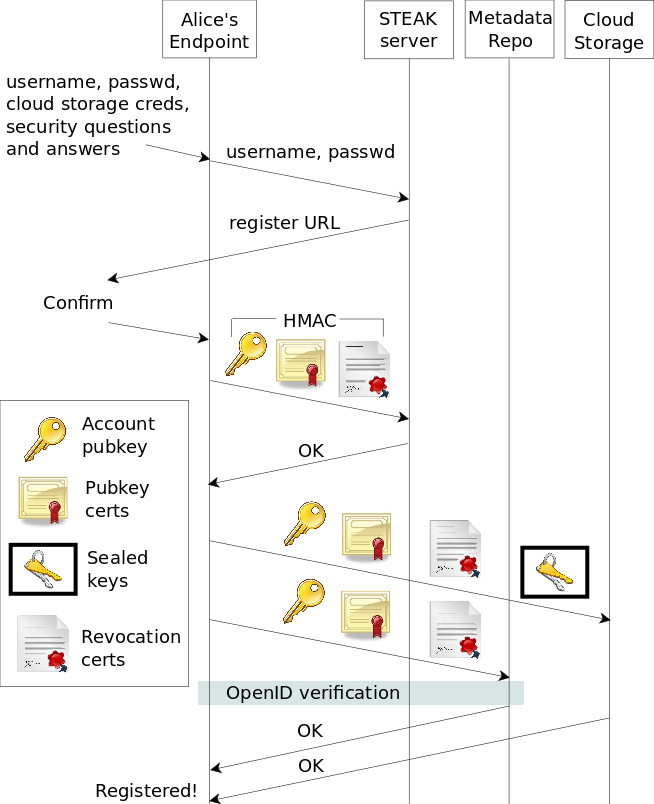 Alice's
Endpoint
STEAK
server
Metadata
Repo
Cloud
Storage
username, passwd,
cloud storage creds,
security questions
and answers
username, passwd
register URL
Confirm
HMAC
Account
pubkey
OK
Pubkey
certs
Sealed
keys
Revocation
certs
OpenID verification
OK
OK
Registered!